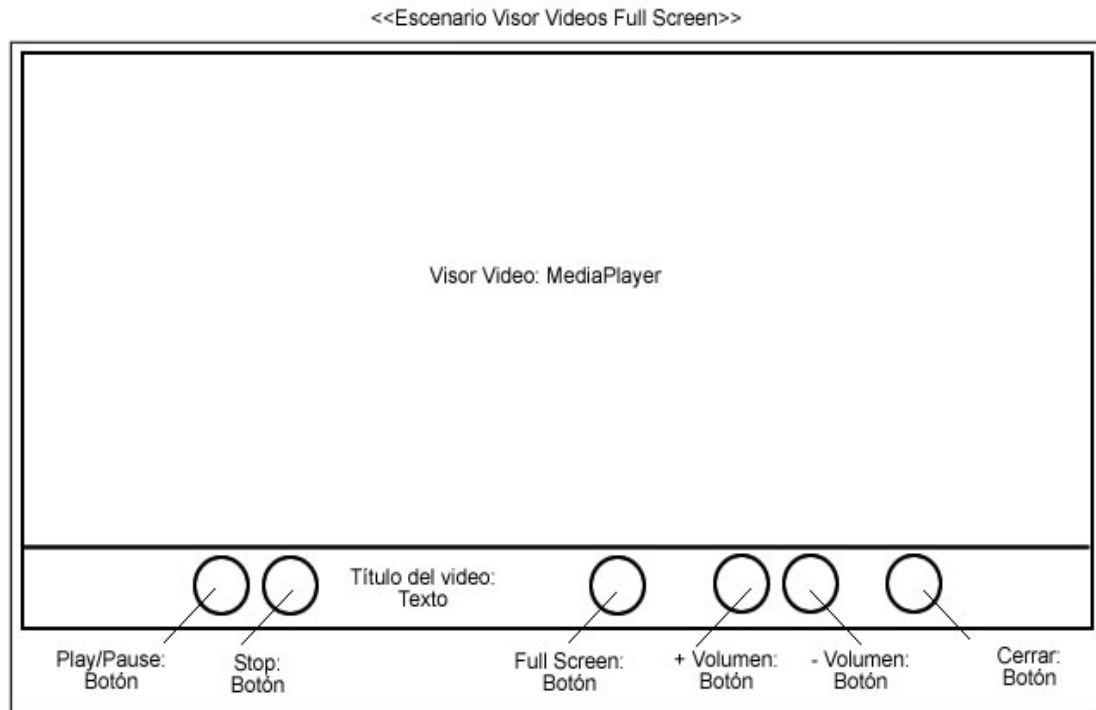 <<Escenario Visor Videos Full Screen>>
Visor Video: MediaPlayer
Título del video:
Texto
Play/Pause:
Botón
Stop:
Botón
Full Screen:
Botón
+ Volumen:
Botón
- Volumen:
Botón
Cerrar:
Botón